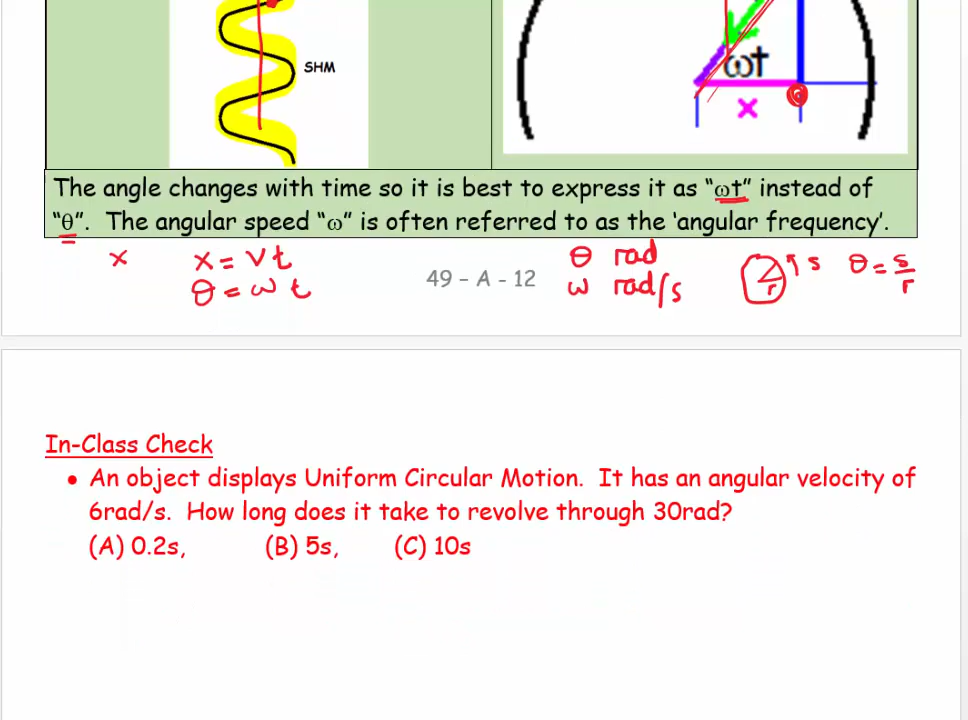 SHM
ωt
x
The angle changes with time so it is best to express it as “ωt” instead of
“θ”. The angular speed “ω” is often referred to as the ‘angular frequency’.
x x = v t θ rad
θ = ω t 49 – A - 12 ω rad/s r s θ = s/r
In-Class Check
• An object displays Uniform Circular Motion. It has an angular velocity of
6rad/s. How long does it take to revolve through 30rad?
(A) 0.2s, (B) 5s, (C) 10s